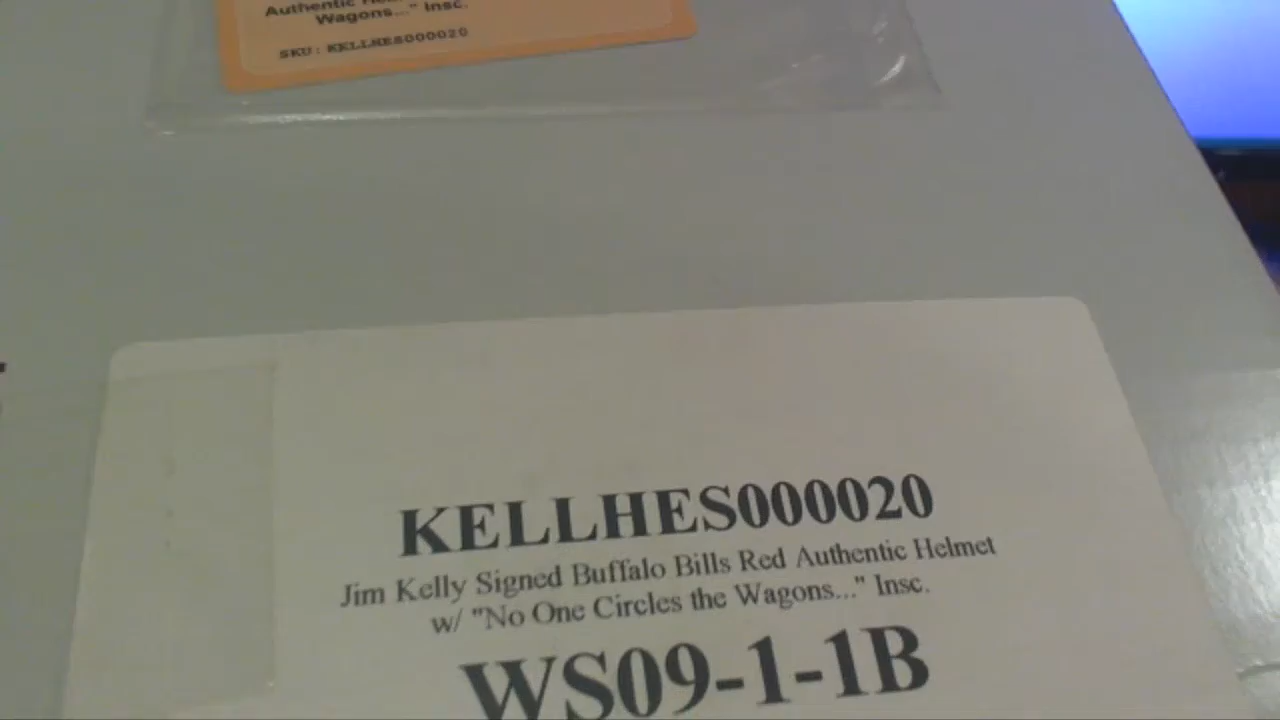 Authentic
Wagons..." Insc.
SKU: KELLHES000020
KELLHES000020
Jim Kelly Signed Buffalo Bills Red Authentic Helmet
w/ "No One Circles the Wagons..." Insc.
WS09-1-1B